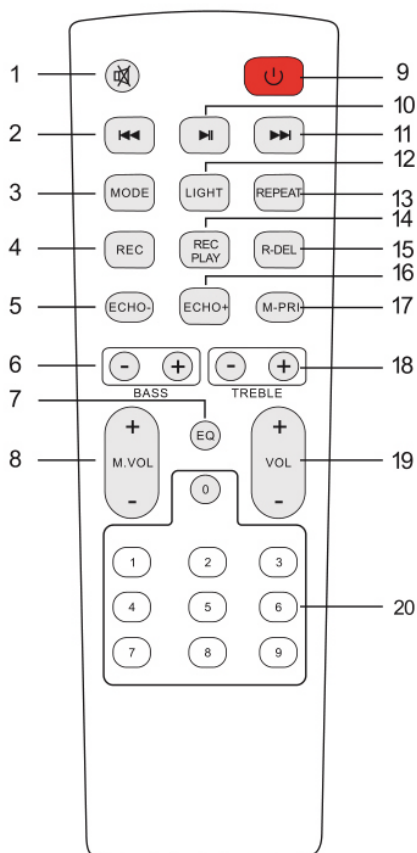 1 9
10
2 11
12
3 MODE LIGHT REPEAT 13
14
4 REC REC PLAY R-DEL 15
16
5 ECHO- ECHO+ M-PRI 17
6 - + - + 18
BASS TREBLE
7 EQ
8 + M.VOL - + VOL - 19
0
1 2 3
4 5 6 20
7 8 9